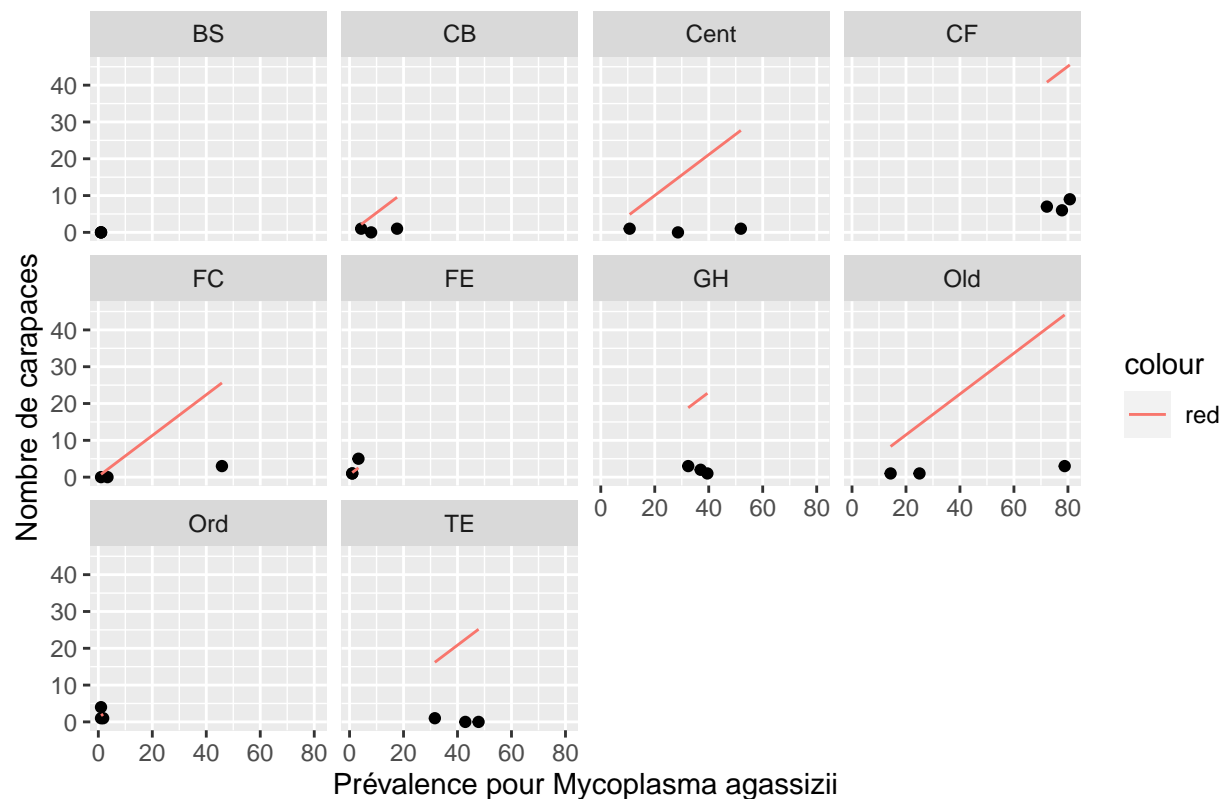 BS CB Cent CF
40
30
20
10
0
FC FE GH Old
40
30
20
10
0
0 20 40 60 80 0 20 40 60 80
Ord TE
40
30
20
10
0
0 20 40 60 80 0 20 40 60 80
Nombre de carapaces
Prévalence pour Mycoplasma agassizii
colour
red